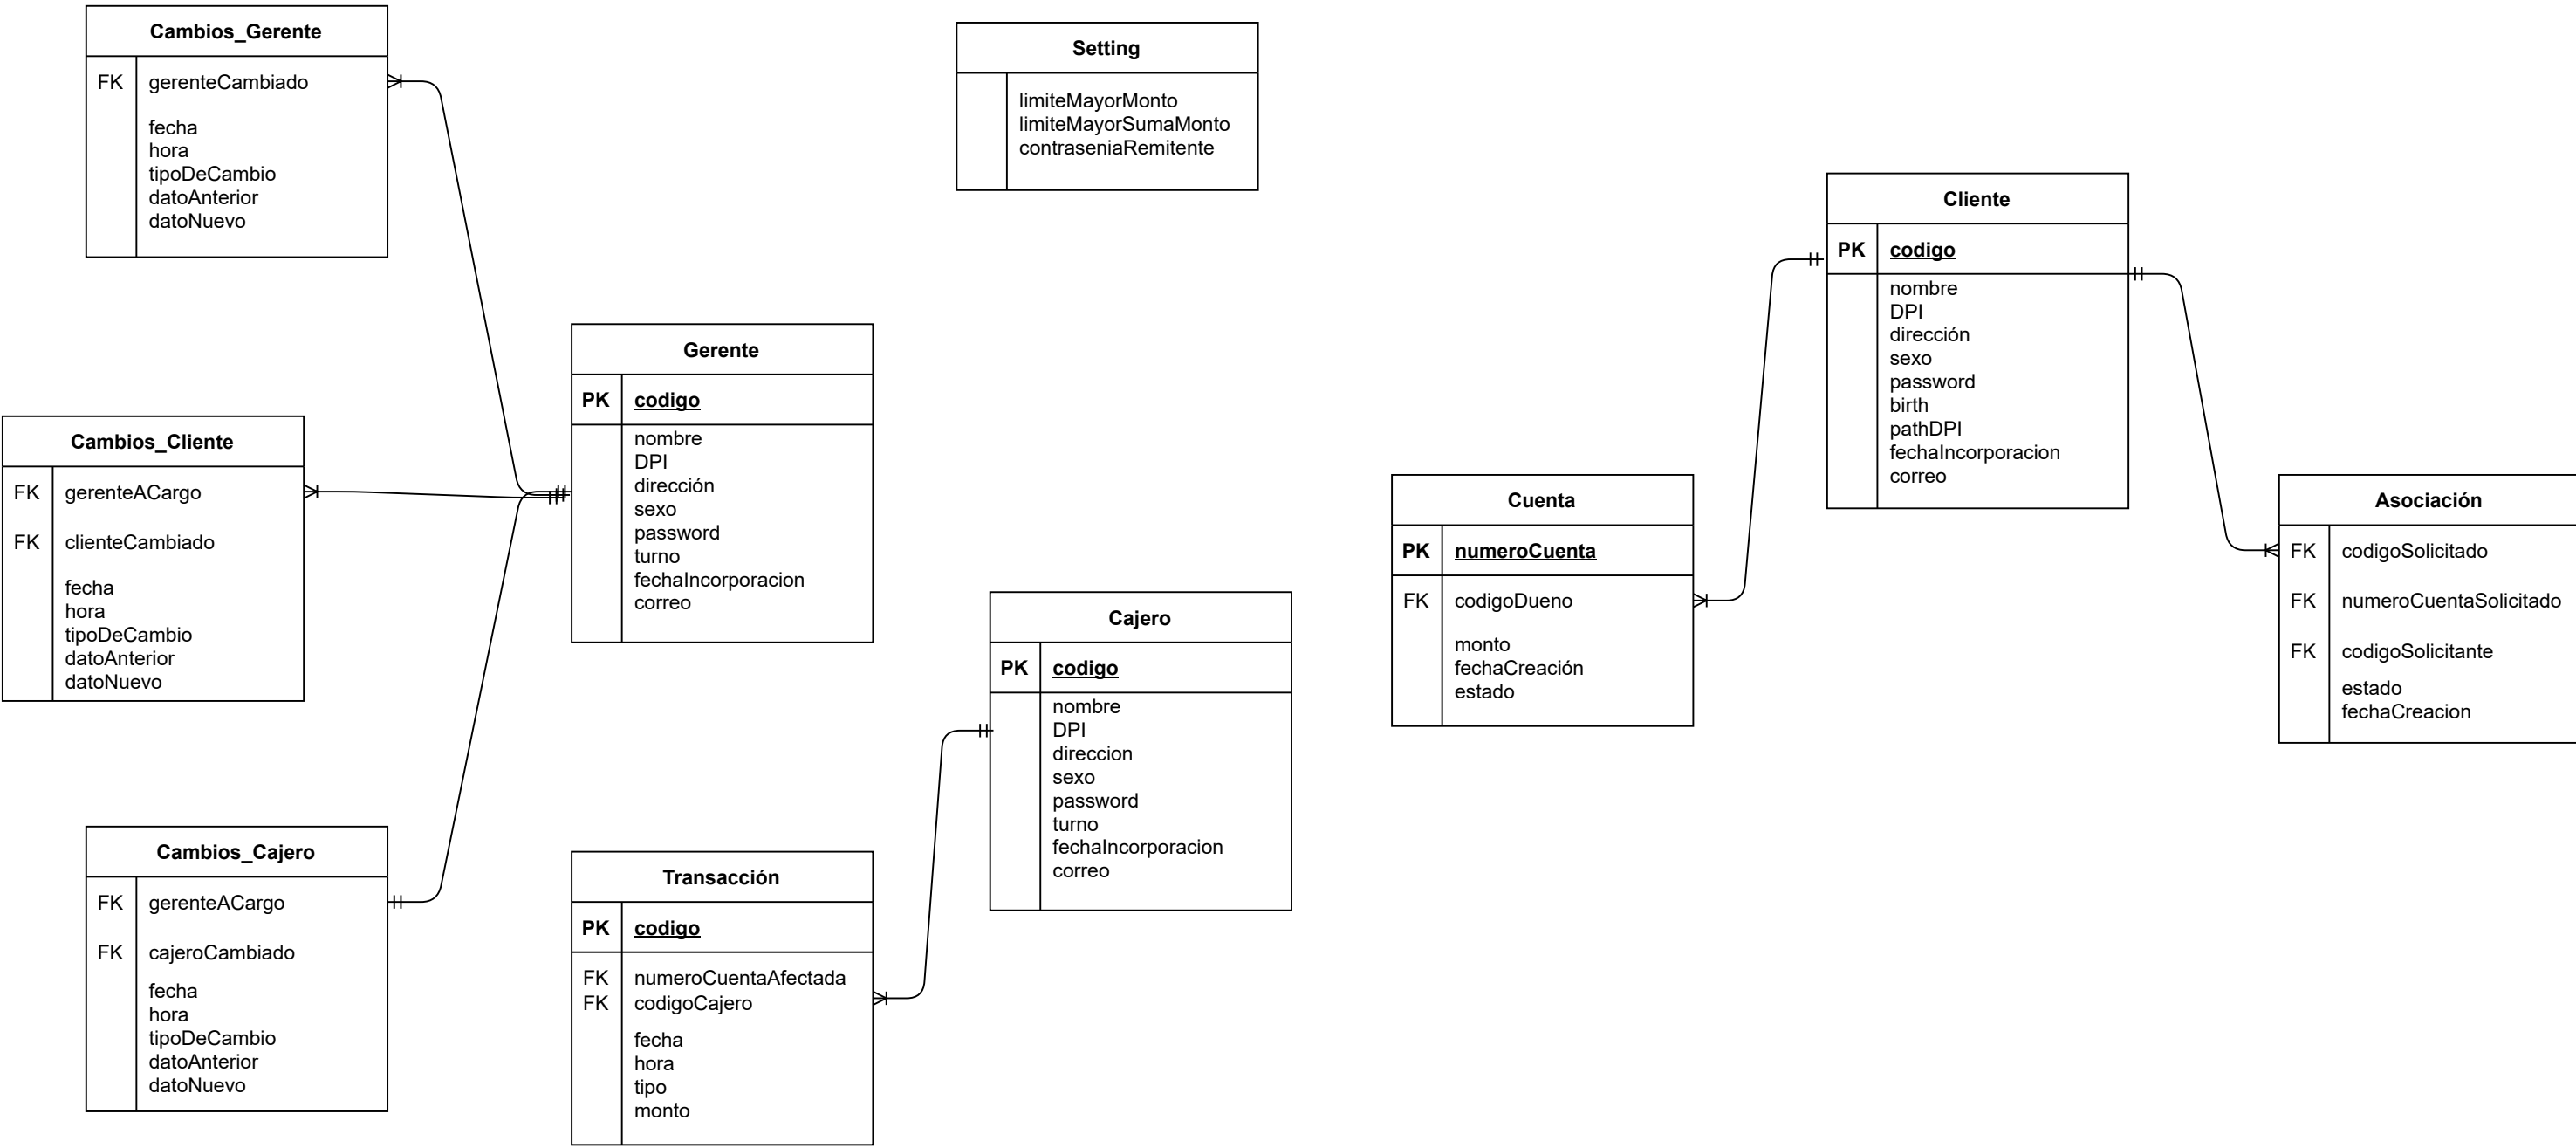 Cambios_Gerente
FK gerenteCambiado
fecha
hora
tipoDeCambio
datoAnterior
datoNuevo
Setting
limiteMayorMonto
limiteMayorSumaMonto
contraseniaRemitente
Cliente
PK codigo
nombre
DPI
dirección
sexo
password
birth
pathDPI
fechaIncorporacion
correo
Gerente
PK codigo
nombre
DPI
dirección
sexo
password
turno
fechaIncorporacion
correo
Cambios_Cliente
FK gerenteACargo
FK clienteCambiado
fecha
hora
tipoDeCambio
datoAnterior
datoNuevo
Cuenta
PK numeroCuenta
FK codigoDueno
monto
fechaCreación
estado
Asociación
FK codigoSolicitado
FK numeroCuentaSolicitado
FK codigoSolicitante
estado
fechaCreacion
Cajero
PK codigo
nombre
DPI
direccion
sexo
password
turno
fechaIncorporacion
correo
Cambios_Cajero
FK gerenteACargo
FK cajeroCambiado
fecha
hora
tipoDeCambio
datoAnterior
datoNuevo
Transacción
PK codigo
FK numeroCuentaAfectada
FK codigoCajero
fecha
hora
tipo
monto